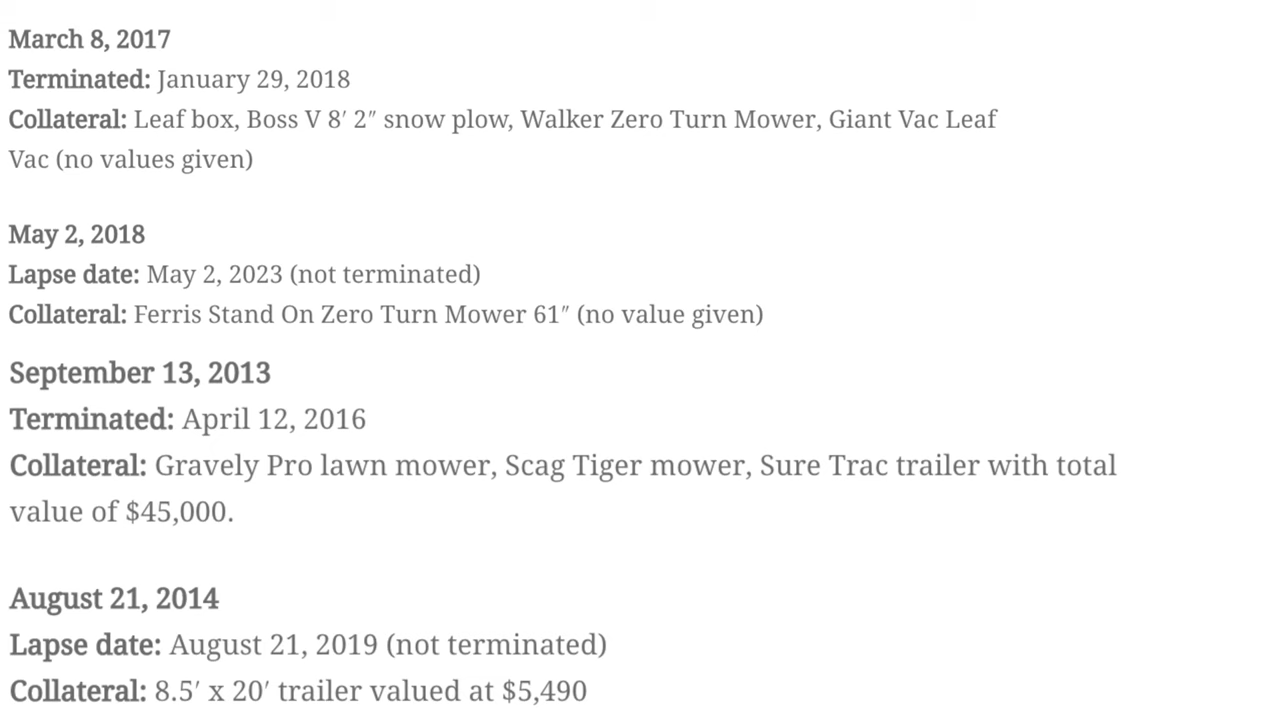 March 8, 2017
Terminated: January 29, 2018
Collateral: Leaf box, Boss V 8′ 2″ snow plow, Walker Zero Turn Mower, Giant Vac Leaf
Vac (no values given)
May 2, 2018
Lapse date: May 2, 2023 (not terminated)
Collateral: Ferris Stand On Zero Turn Mower 61″ (no value given)
September 13, 2013
Terminated: April 12, 2016
Collateral: Gravely Pro lawn mower, Scag Tiger mower, Sure Trac trailer with total
value of $45,000.
August 21, 2014
Lapse date: August 21, 2019 (not terminated)
Collateral: 8.5′ x 20′ trailer valued at $5,490